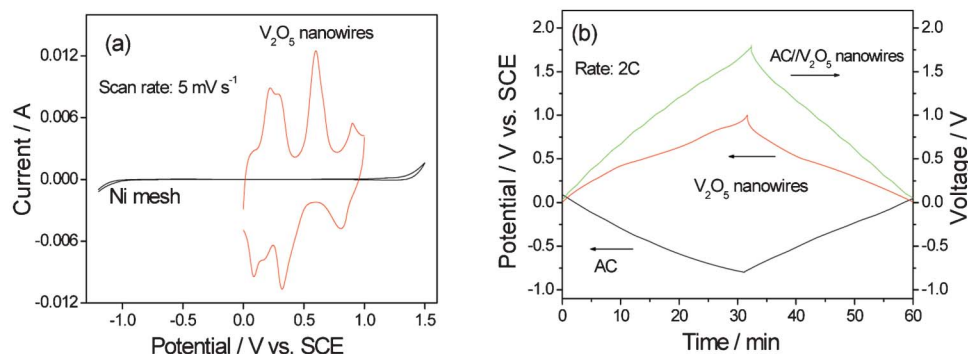 (a)
V₂O₅ nanowires
Scan rate: 5 mV s⁻¹
Ni mesh
Current / A
0.012
0.006
0.000
-0.006
-0.012
-1.0 -0.5 0.0 0.5 1.0 1.5
Potential / V vs. SCE
(b)
Rate: 2C
AC//V₂O₅ nanowires
V₂O₅ nanowires
AC
Potential / V vs. SCE
2.0
1.5
1.0
0.5
0.0
-0.5
-1.0
Voltage / V
2.0
1.5
1.0
0.5
0.0
-0.5
-1.0
0 10 20 30 40 50 60
Time / min